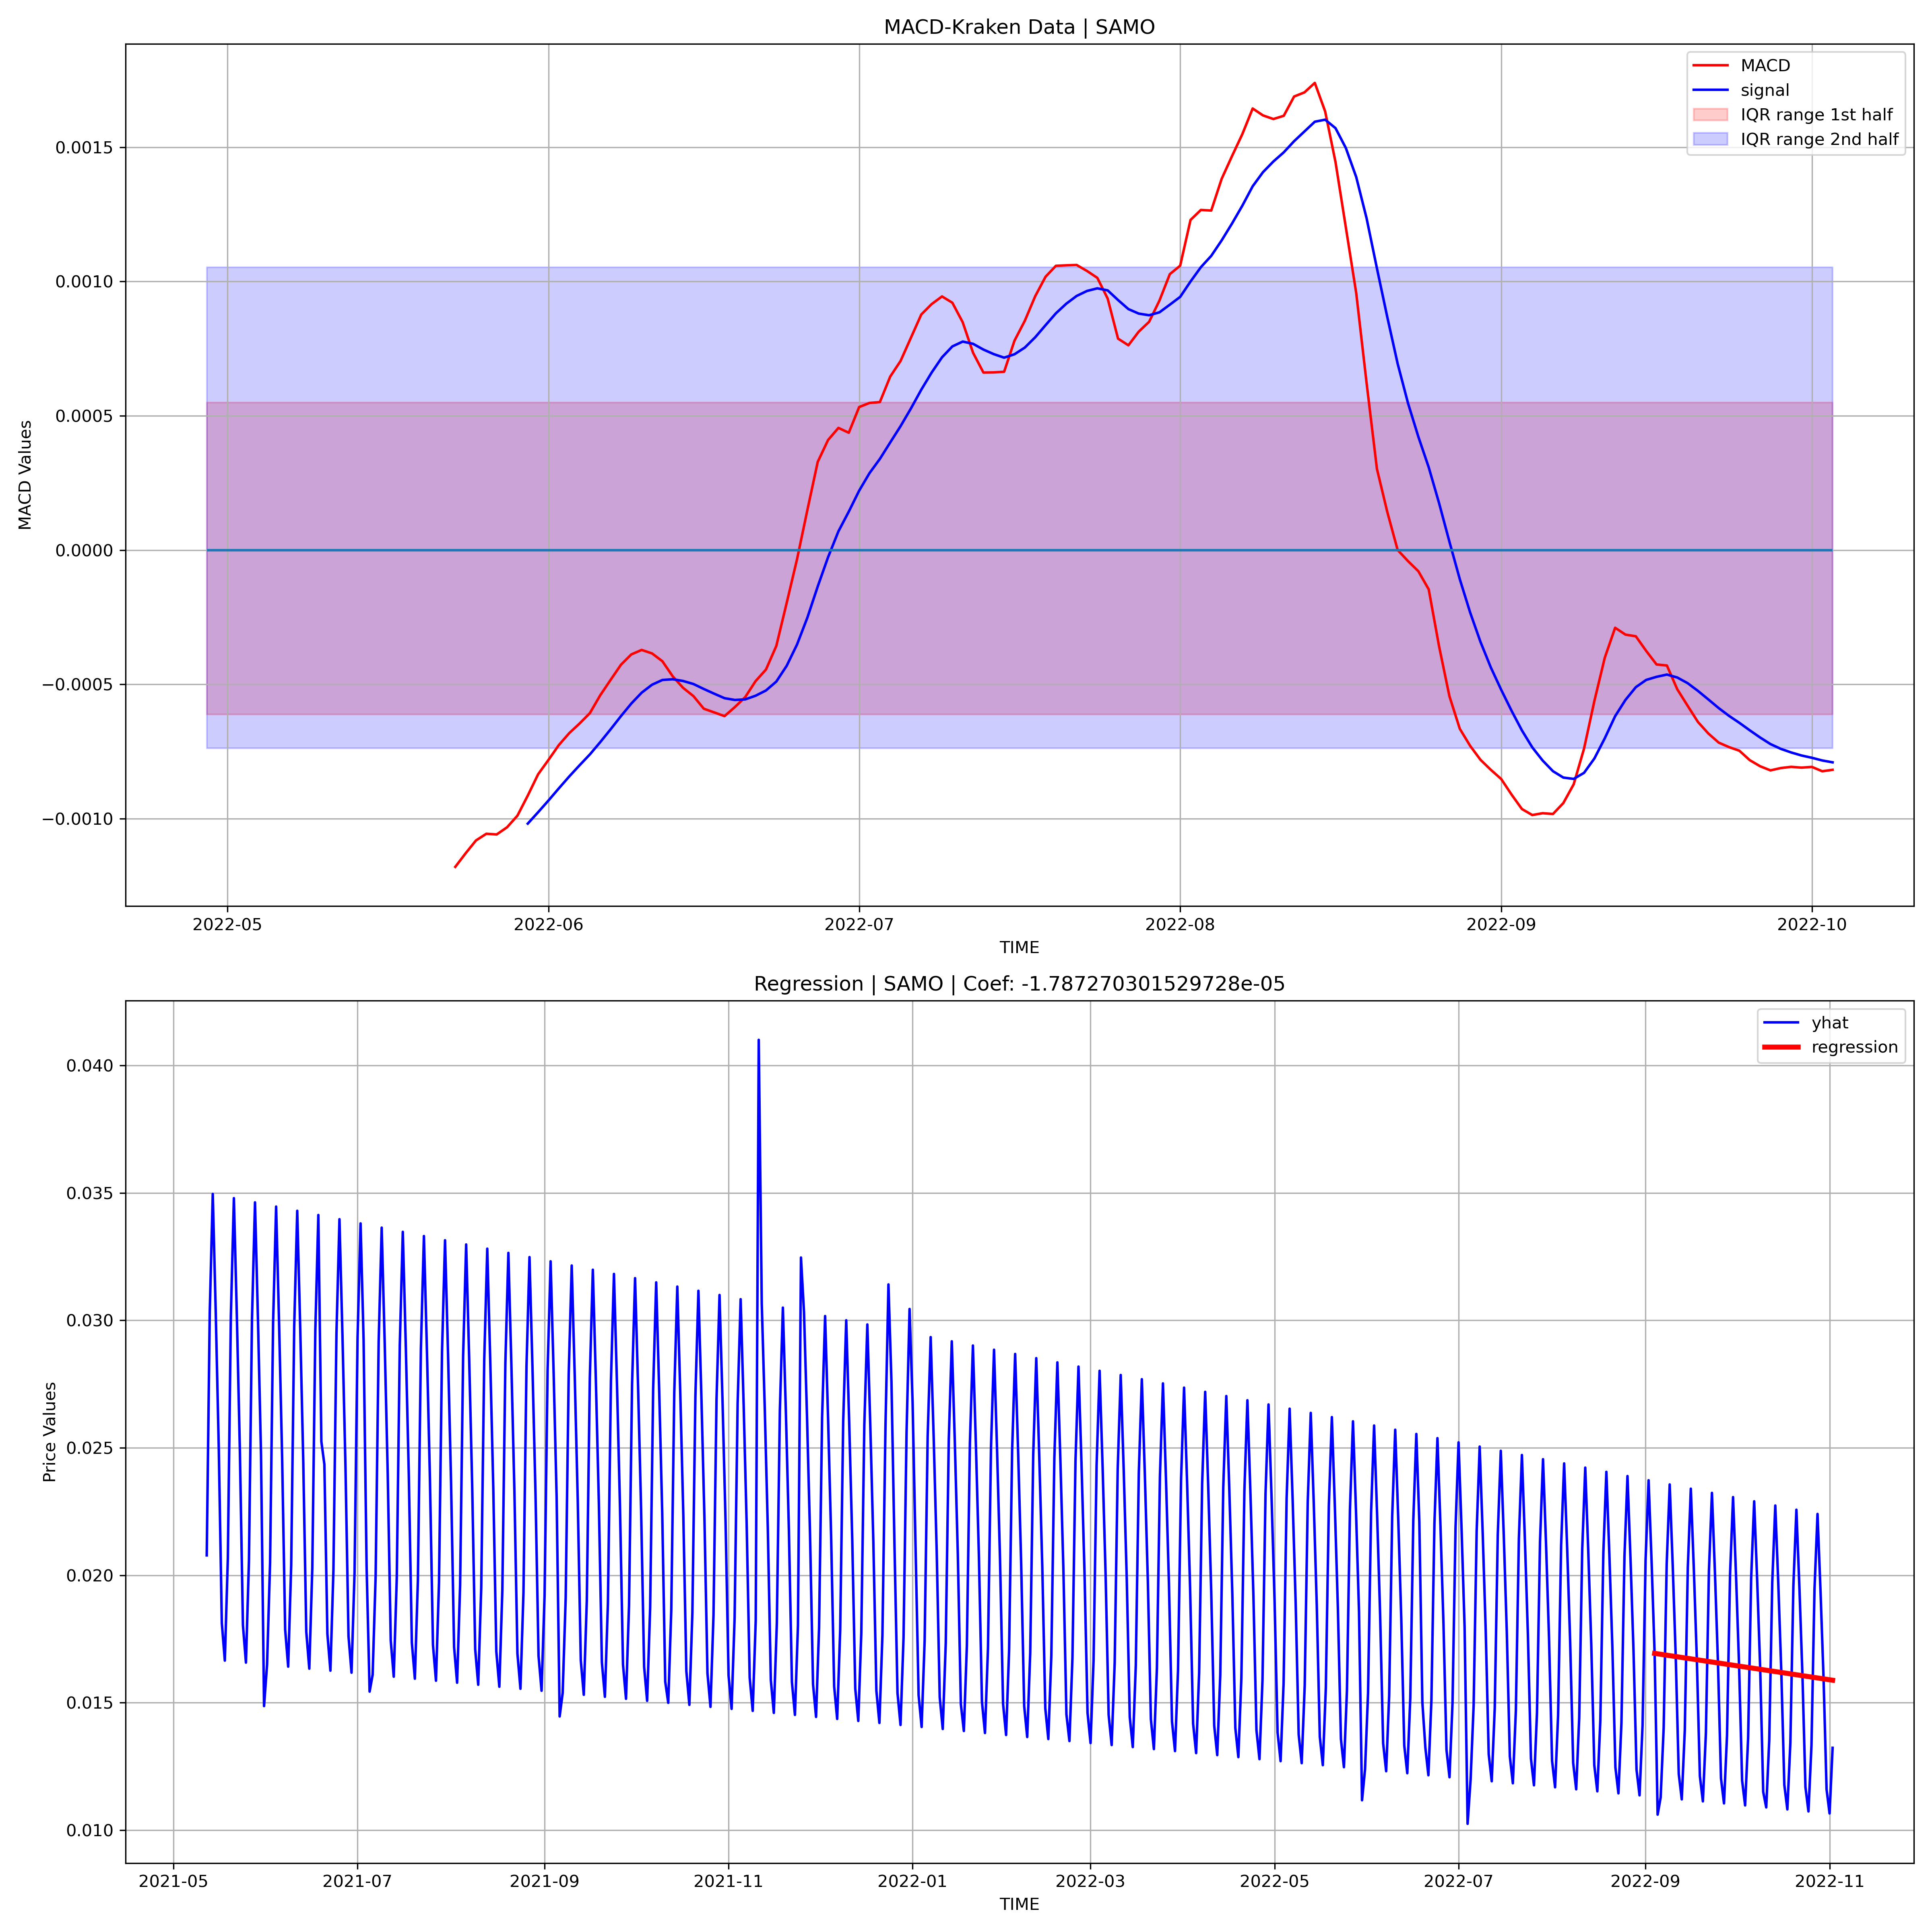 MACD-Kraken Data | SAMO
MACD
signal
IQR range 1st half
IQR range 2nd half
0.0015
0.0010
0.0005
0.0000
−0.0005
−0.0010
MACD Values
2022-05
2022-06
2022-07
2022-08
2022-09
2022-10
TIME
Regression | SAMO | Coef: -1.787270301529728e-05
yhat
regression
0.040
0.035
0.030
0.025
0.020
0.015
0.010
Price Values
2021-05
2021-07
2021-09
2021-11
2022-01
2022-03
2022-05
2022-07
2022-09
2022-11
TIME